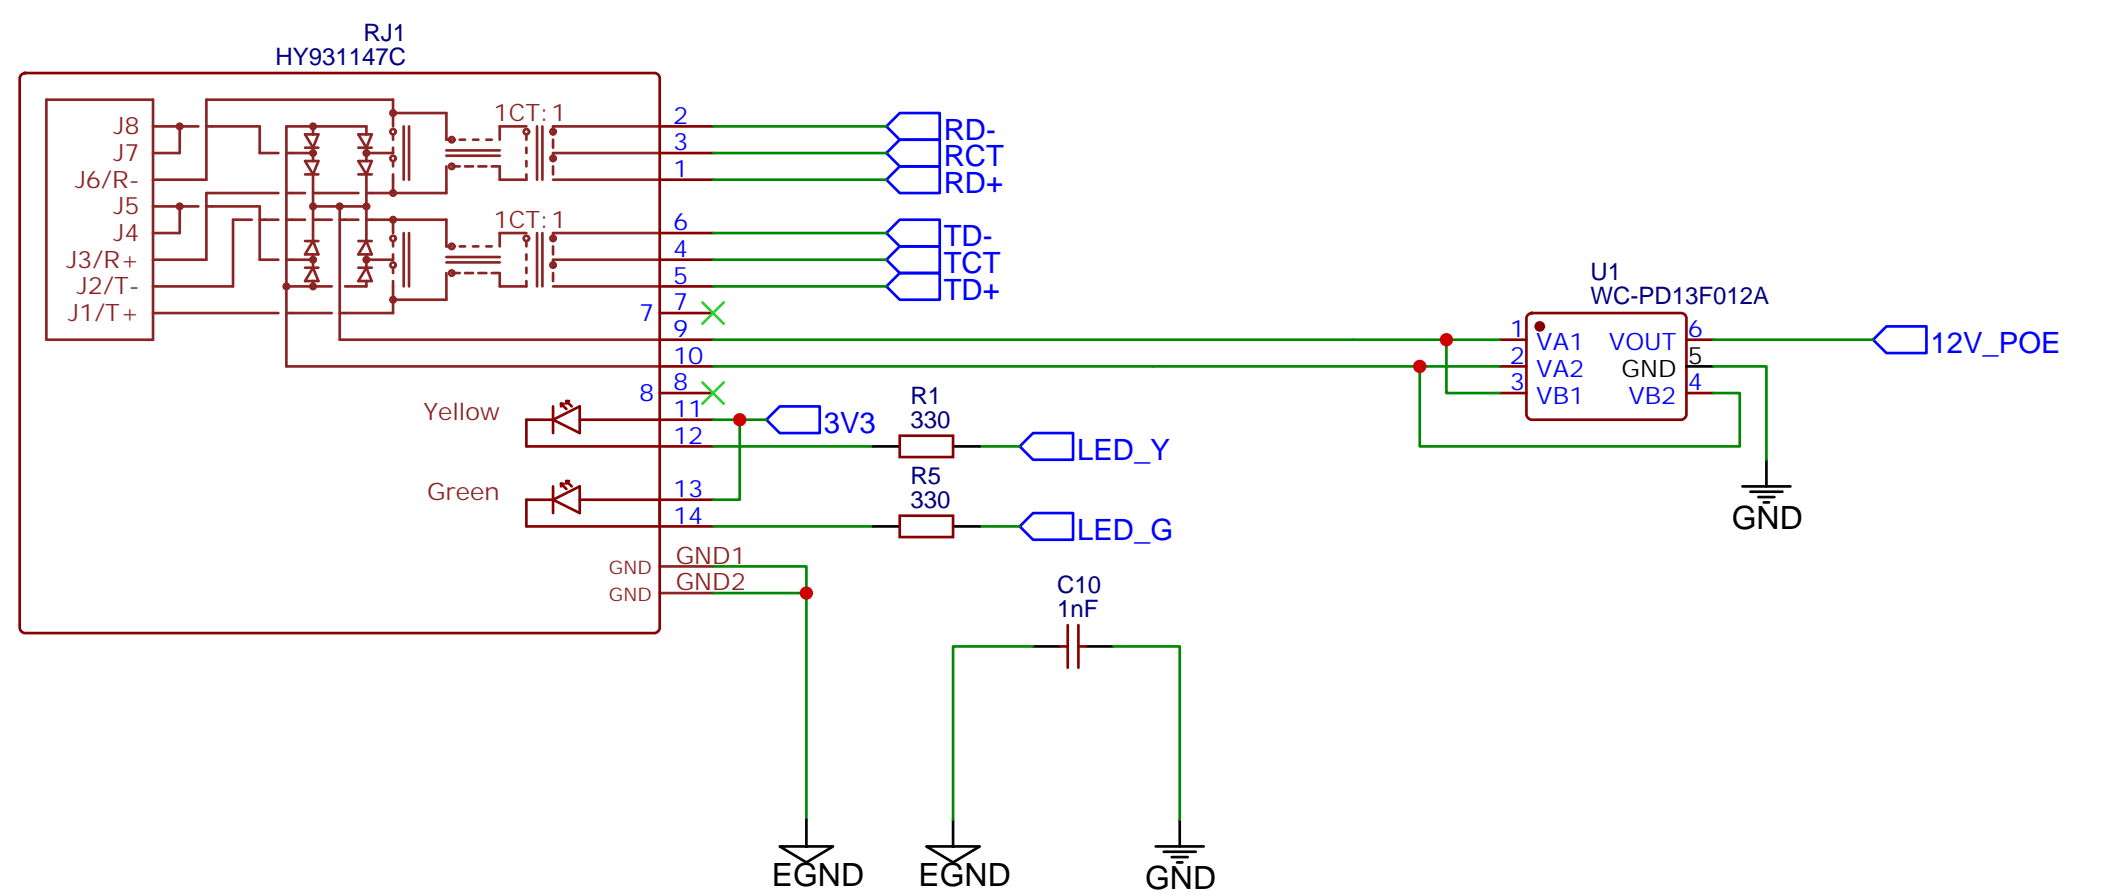 RJ1
HY931147C
J8
J7
J6/R-
J5
J4
J3/R+
J2/T-
J1/T+
1CT:1
1CT:1
2
3
1
6
4
5
7
7
9
10
8
8
11
12
13
14
RD-
RCT
RD+
TD-
TCT
TD+
Yellow
Green
3V3
R1
330
LED_Y
R5
330
LED_G
GND
GND1
GND
GND2
EGND
C10
1nF
EGND
GND
U1
WC-PD13F012A
1
2
3
VA1
VA2
VB1
VOUT
GND
VB2
6
5
4
12V_POE
GND